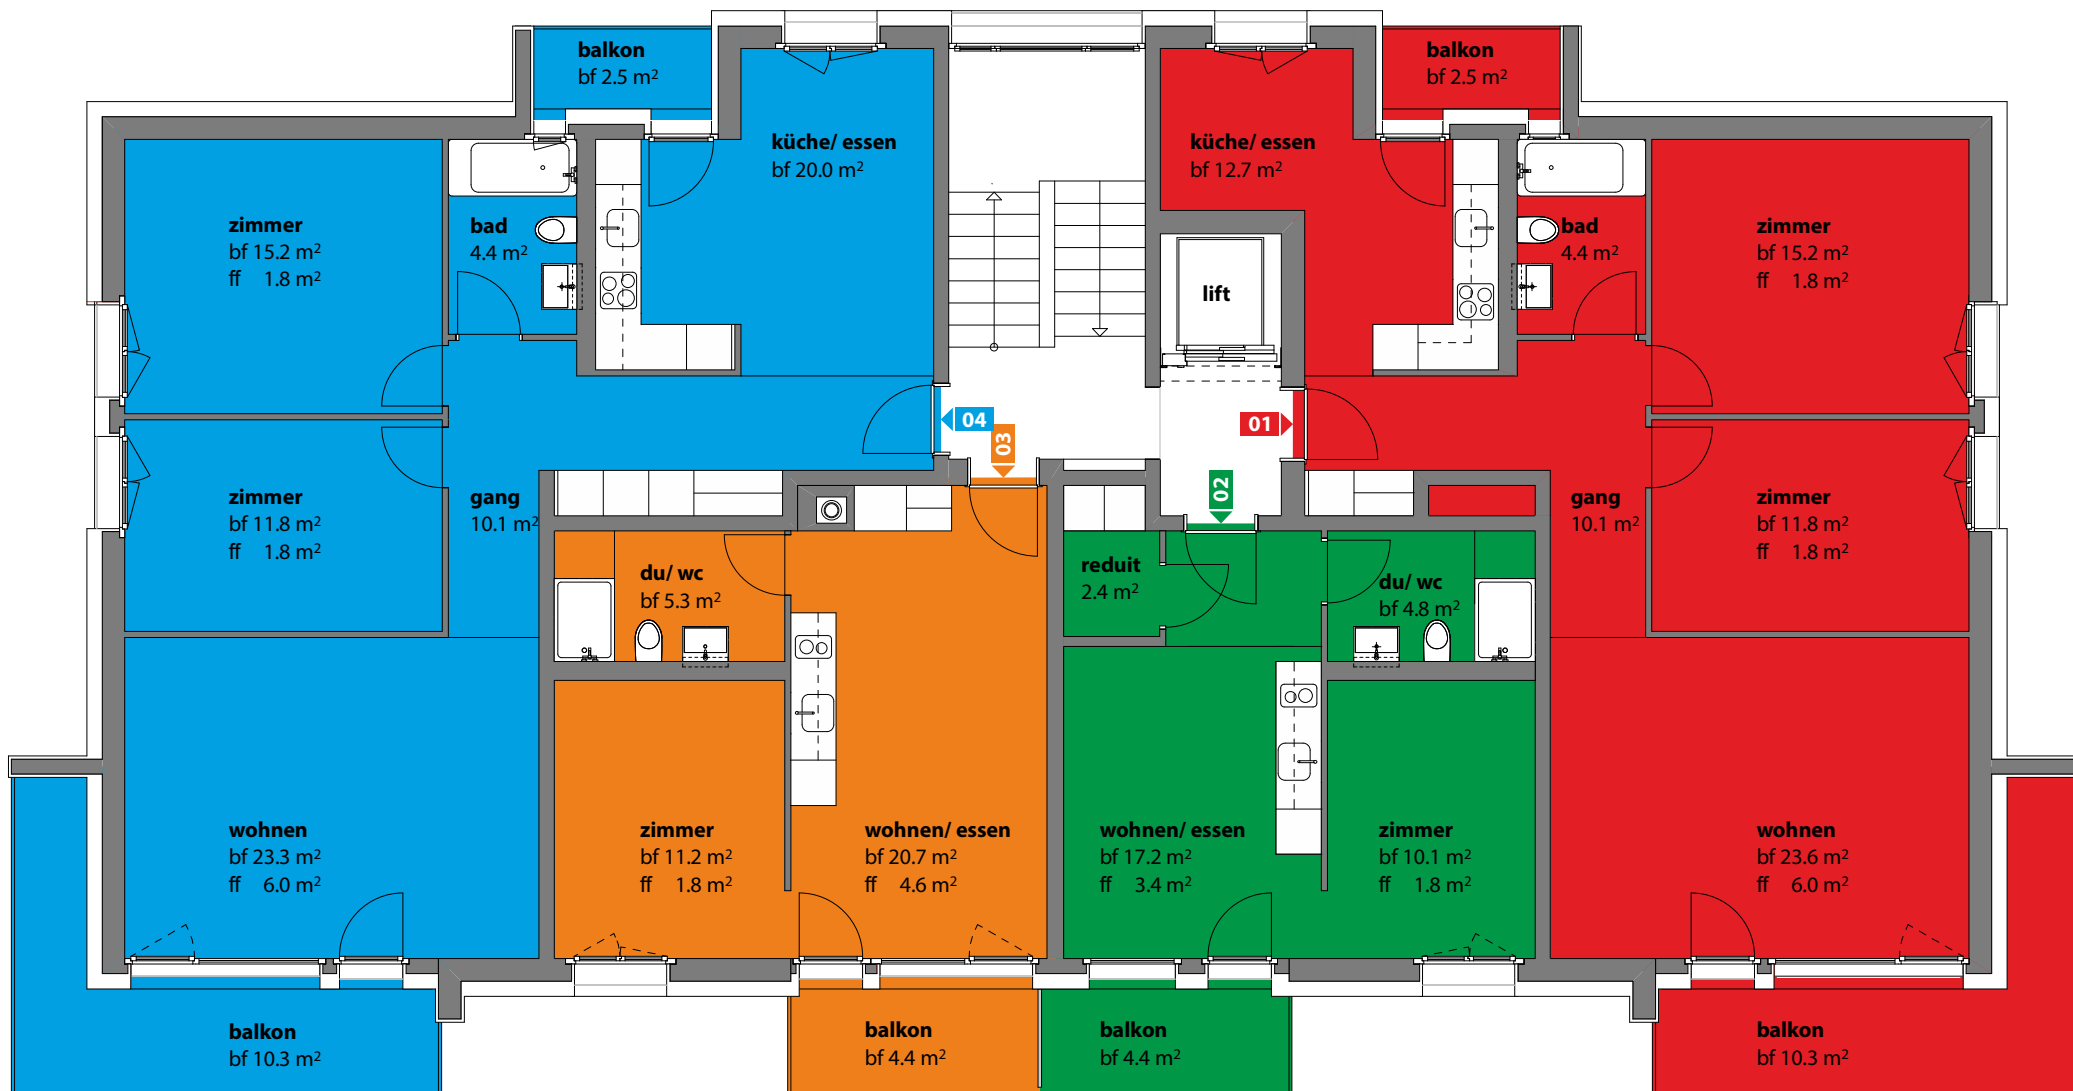 balkon
bf 2.5 m²
küche/ essen
bf 20.0 m²
zimmer
bf 15.2 m²
ff 1.8 m²
bad
4.4 m²
zimmer
bf 11.8 m²
ff 1.8 m²
gang
10.1 m²
wohnen
bf 23.3 m²
ff 6.0 m²
balkon
bf 10.3 m²
04
03
du/ wc
bf 5.3 m²
zimmer
bf 11.2 m²
ff 1.8 m²
wohnen/ essen
bf 20.7 m²
ff 4.6 m²
balkon
bf 4.4 m²
lift
01
02
reduit
2.4 m²
du/ wc
bf 4.8 m²
wohnen/ essen
bf 17.2 m²
ff 3.4 m²
zimmer
bf 10.1 m²
ff 1.8 m²
balkon
bf 4.4 m²
balkon
bf 2.5 m²
küche/ essen
bf 12.7 m²
bad
4.4 m²
zimmer
bf 15.2 m²
ff 1.8 m²
gang
10.1 m²
zimmer
bf 11.8 m²
ff 1.8 m²
wohnen
bf 23.6 m²
ff 6.0 m²
balkon
bf 10.3 m²